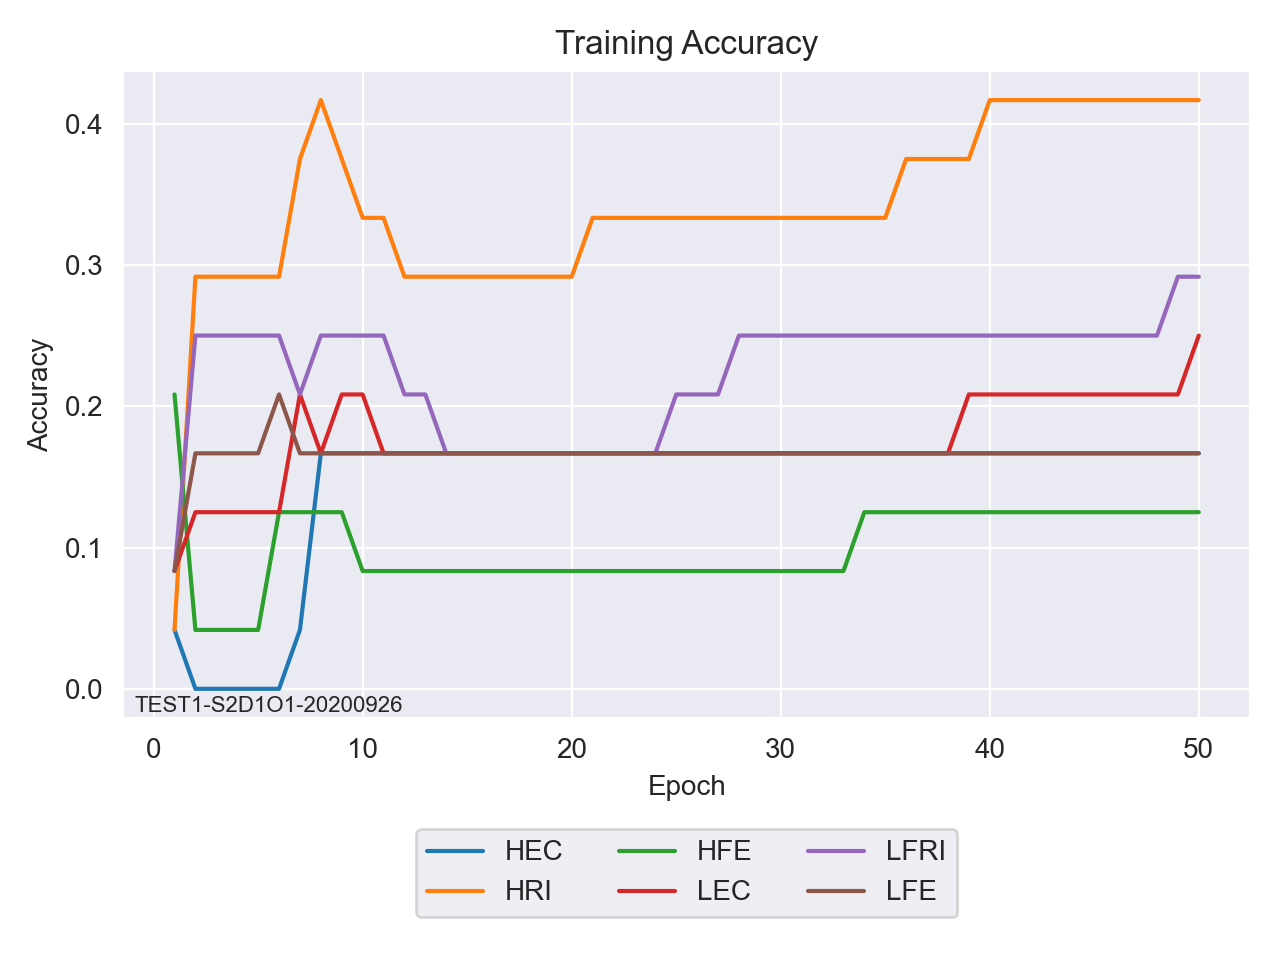 Training Accuracy
Accuracy
0.4
0.3
0.2
0.1
0.0
TEST1-S2D1O1-20200926
0 10 20 30 40 50
Epoch
HEC HFE LFRI
HRI LEC LFE